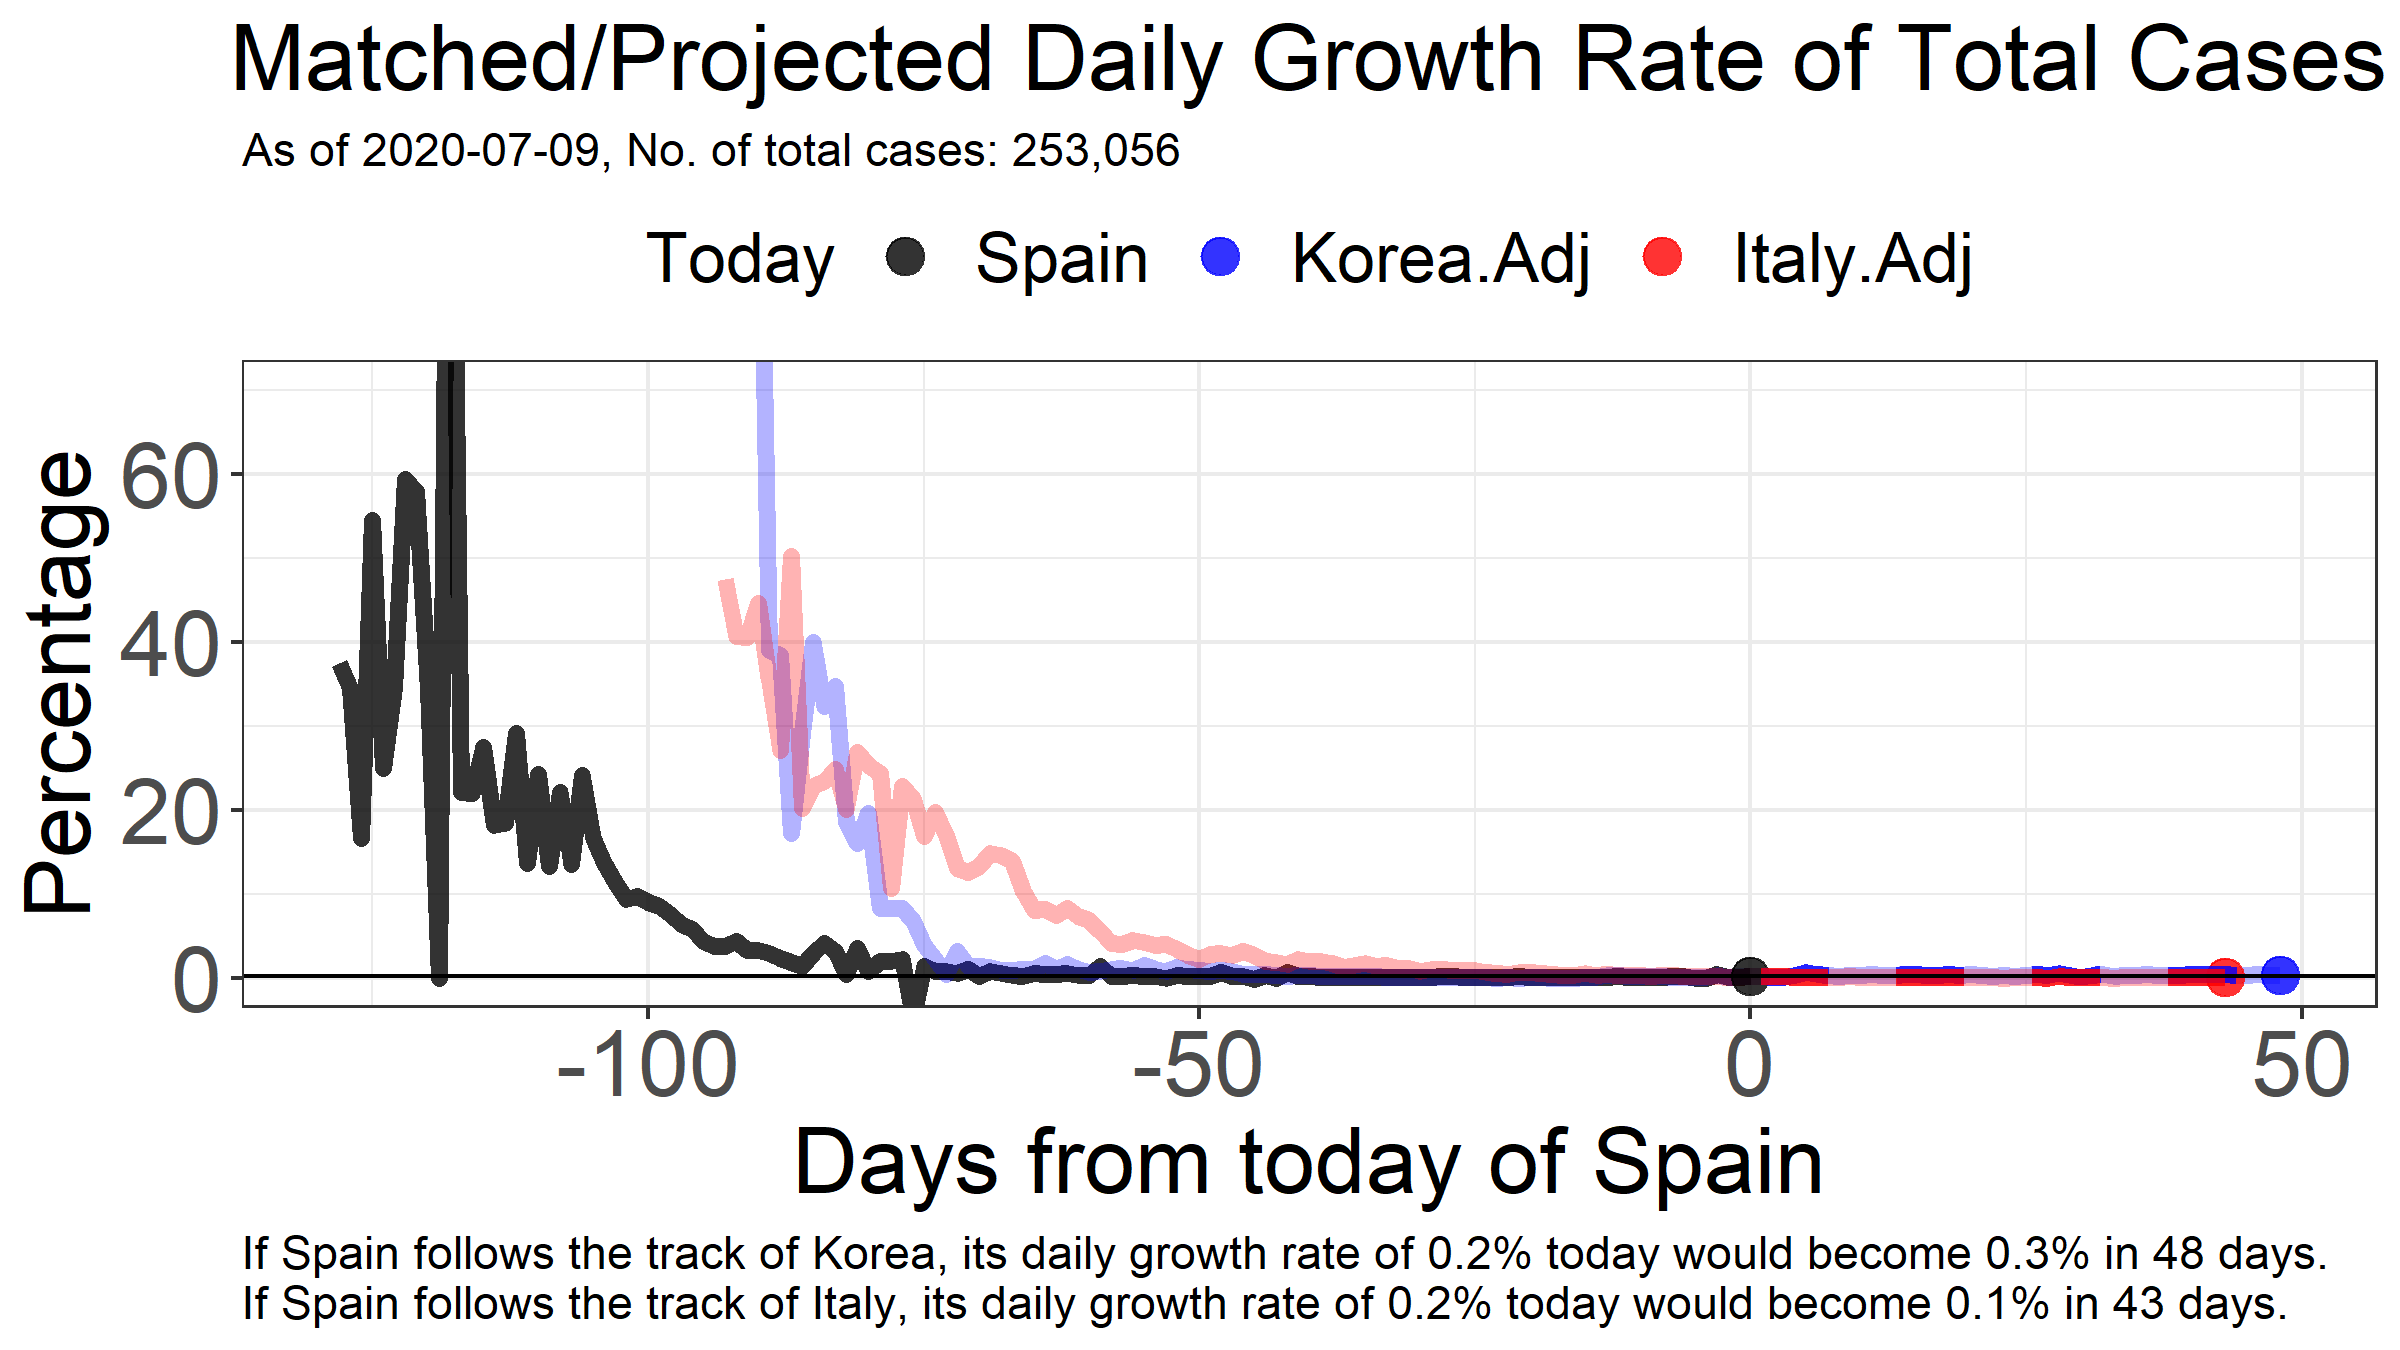 Matched/Projected Daily Growth Rate of Total Cases
As of 2020-07-09, No. of total cases: 253,056
Today Spain Korea.Adj Italy.Adj
Percentage
60
40
20
0
-100 -50 0 50
Days from today of Spain
If Spain follows the track of Korea, its daily growth rate of 0.2% today would become 0.3% in 48 days.
If Spain follows the track of Italy, its daily growth rate of 0.2% today would become 0.1% in 43 days.